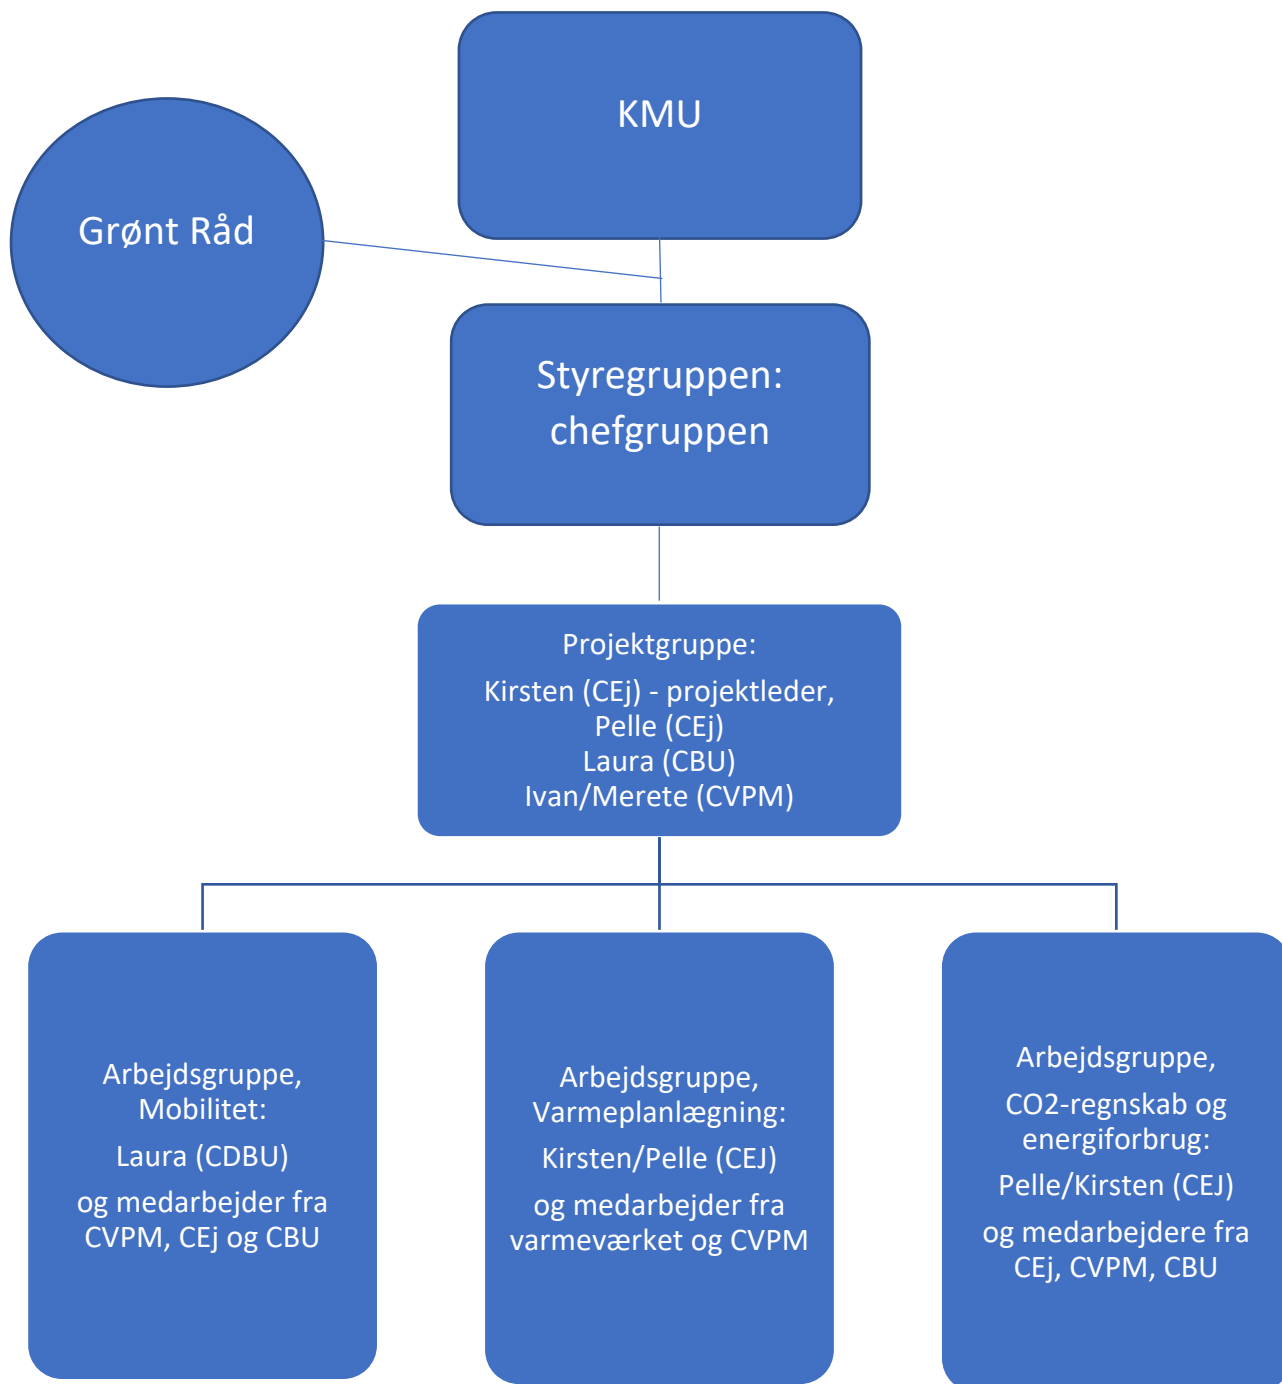 KMU
Grønt Råd
Styregruppen:
chefgruppen
Projektgruppe:
Kirsten (CEj) - projektleder,
Pelle (CEj)
Laura (CBU)
Ivan/Merete (CVPM)
Arbejdsgruppe,
Mobilitet:
Laura (CDBU)
og medarbejder fra
CVPM, CEj og CBU
Arbejdsgruppe,
Varmeplanlægning:
Kirsten/Pelle (CEJ)
og medarbejder fra
varmeværket og CVPM
Arbejdsgruppe,
CO2-regnskab og
energiforbrug:
Pelle/Kirsten (CEJ)
og medarbejdere fra
CEj, CVPM, CBU